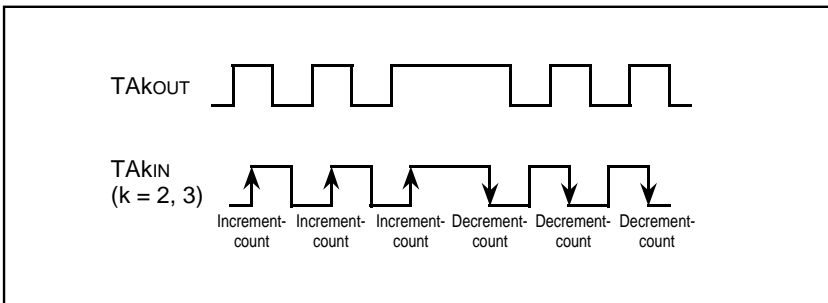 TAkOUT
TAkIN
(k = 2, 3)
Increment- Increment- Increment- Decrement- Decrement- Decrement-
count count count count count count